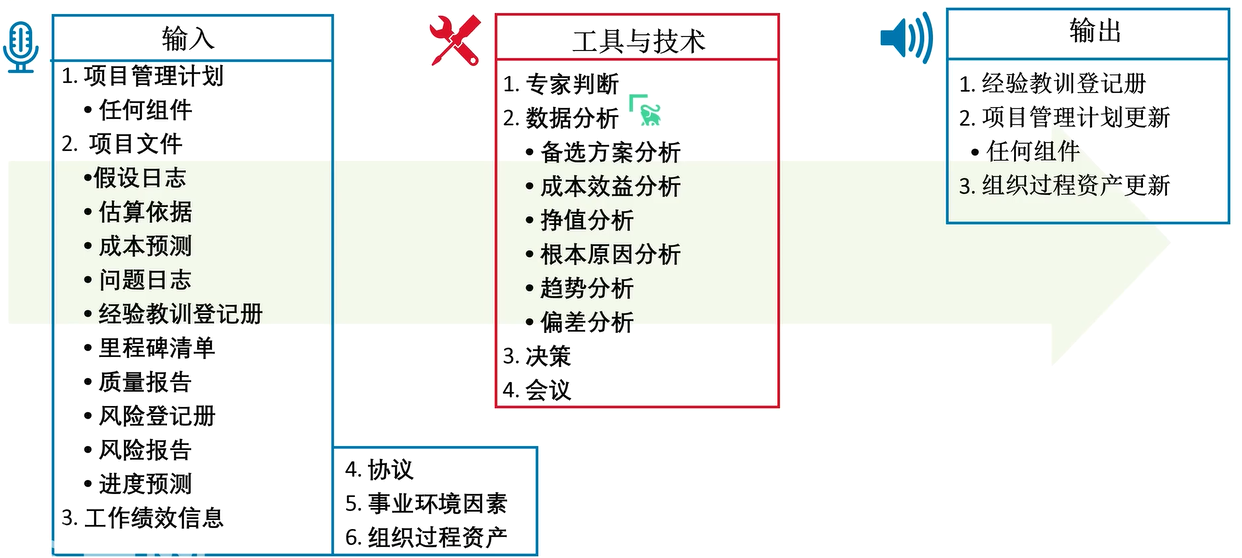 输入
1. 项目管理计划
• 任何组件
2. 项目文件
•假设日志
• 估算依据
• 成本预测
• 问题日志
• 经验教训登记册
• 里程碑清单
• 质量报告
• 风险登记册
• 风险报告
• 进度预测
3. 工作绩效信息
4. 协议
5. 事业环境因素
6. 组织过程资产
工具与技术
1. 专家判断
2. 数据分析
• 备选方案分析
• 成本效益分析
• 挣值分析
• 根本原因分析
• 趋势分析
• 偏差分析
3. 决策
4. 会议
输出
1. 经验教训登记册
2. 项目管理计划更新
• 任何组件
3. 组织过程资产更新